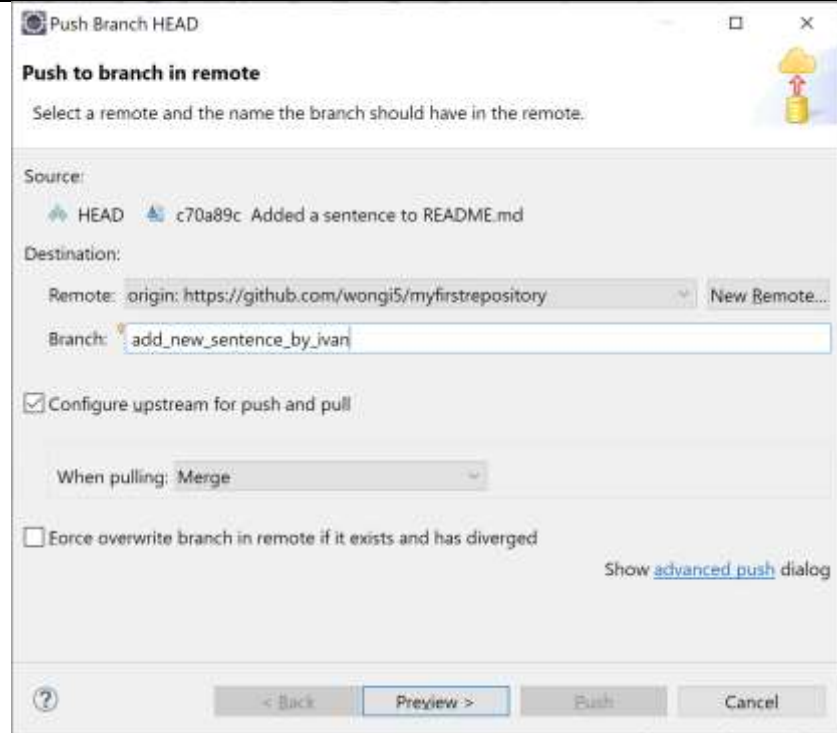 Push Branch HEAD
Push to branch in remote
Select a remote and the name the branch should have in the remote.
Source:
HEAD c70a89c Added a sentence to README.md
Destination:
Remote: origin: https://github.com/wongi5/myfirstrepository New Remote...
Branch: add_new_sentence_by_ivan
Configure upstream for push and pull
When pulling: Merge
Force overwrite branch in remote if it exists and has diverged
Show advanced push dialog
? < Back Preview > Push Cancel